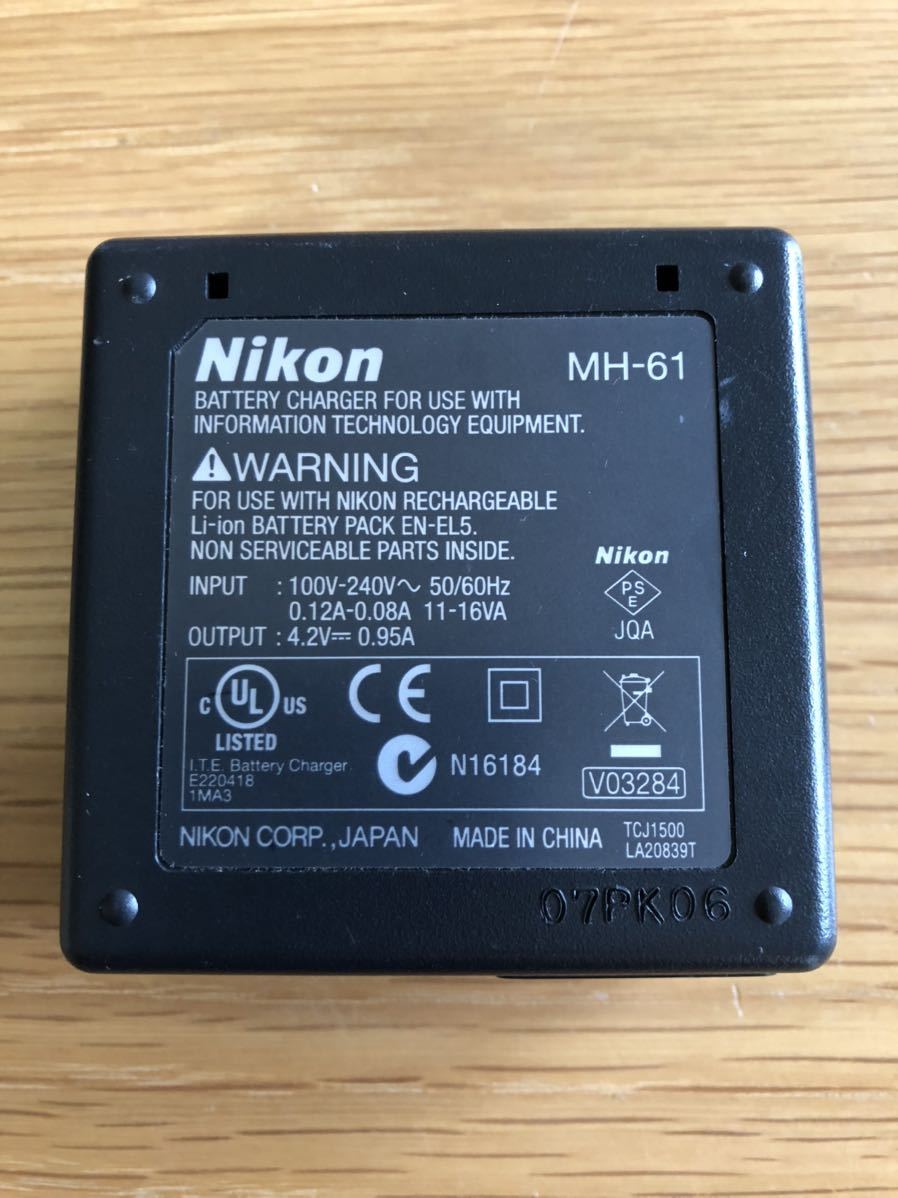 Nikon MH-61
BATTERY CHARGER FOR USE WITH
INFORMATION TECHNOLOGY EQUIPMENT.
⚠WARNING
FOR USE WITH NIKON RECHARGEABLE
Li-ion BATTERY PACK EN-EL5.
NON SERVICEABLE PARTS INSIDE.
INPUT : 100V-240V～ 50/60Hz
0.12A-0.08A 11-16VA
OUTPUT : 4.2V⎓ 0.95A
Nikon
PS
E
JQA
C UL US
LISTED
I.T.E. Battery Charger
E220418
1MA3
CE
N16184
V03284
NIKON CORP.,JAPAN MADE IN CHINA
TCJ1500
LA20839T
07PK06